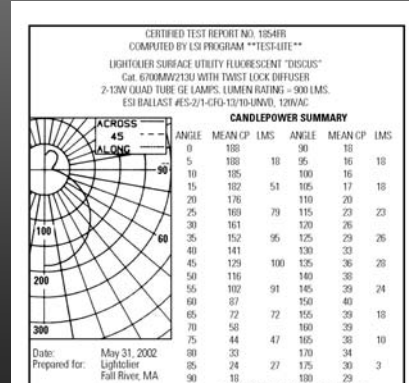 CERTIFIED TEST REPORT NO. 1854FR
COMPUTED BY LSI PROGRAM **TEST-LITE**
LIGHTOLIER SURFACE UTILITY FLUORESCENT "DISCUS"
Cat. 6700MW213U WITH TWIST LOCK DIFFUSER
2-13W QUAD TUBE GE LAMPS. LUMEN RATING = 900 LMS.
ESI BALLAST #ES-2/1-CFQ-13/10-UNVD, 120VAC
CANDLEPOWER SUMMARY
ACROSS
45
ALONG
90
60
100
200
300
ANGLE MEAN CP LMS ANGLE MEAN CP LMS
0 188 90 18
5 188 18 95 16 18
10 185 100 16
15 182 51 105 17 18
20 176 110 20
25 169 79 115 23 23
30 161 120 26
35 152 95 125 29 26
40 141 130 33
45 129 100 135 36 28
50 116 140 38
55 102 91 145 39 24
60 87 150 40
65 72 72 155 39 18
70 58 160 39
75 44 47 165 38 10
80 33 170 34
85 24 27 175 30 3
90 18 180 29
Date: May 31, 2002
Prepared for: Lightolier
Fall River, MA